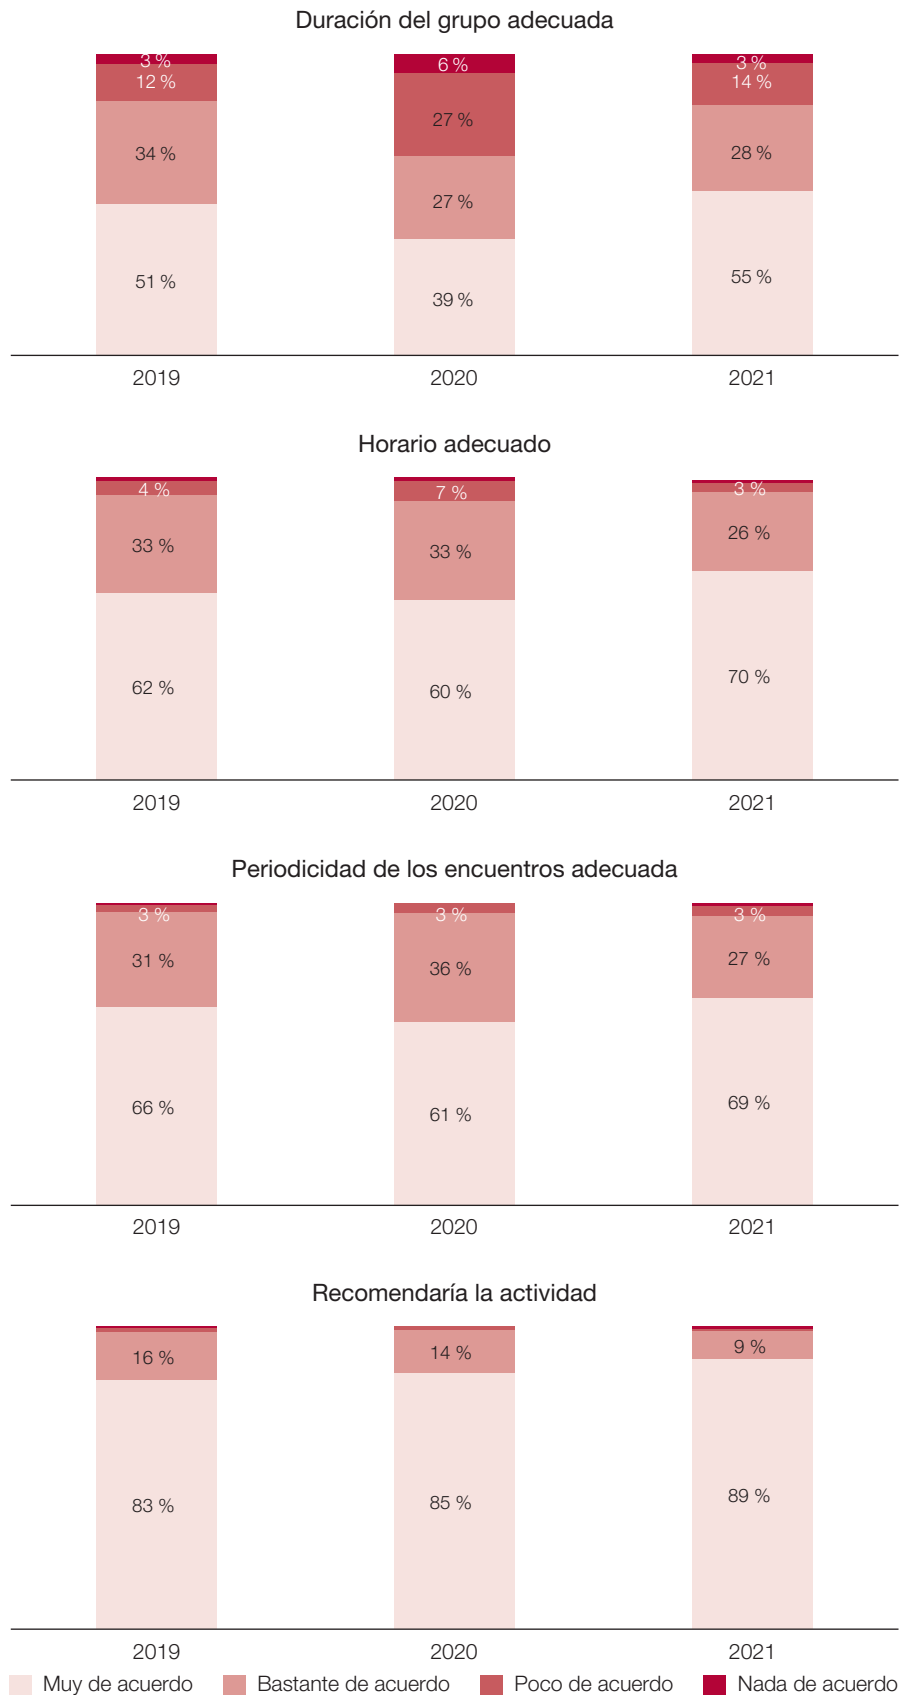 Duración del grupo adecuada
3 % 6 % 3 %
12 % 27 % 14 %
34 % 27 % 28 %
51 % 39 % 55 %
2019 2020 2021
Horario adecuado
4 % 7 % 3 %
33 % 33 % 26 %
62 % 60 % 70 %
2019 2020 2021
Periodicidad de los encuentros adecuada
3 % 3 % 3 %
31 % 36 % 27 %
66 % 61 % 69 %
2019 2020 2021
Recomendaría la actividad
16 % 14 % 9 %
83 % 85 % 89 %
2019 2020 2021
Muy de acuerdo Bastante de acuerdo Poco de acuerdo Nada de acuerdo